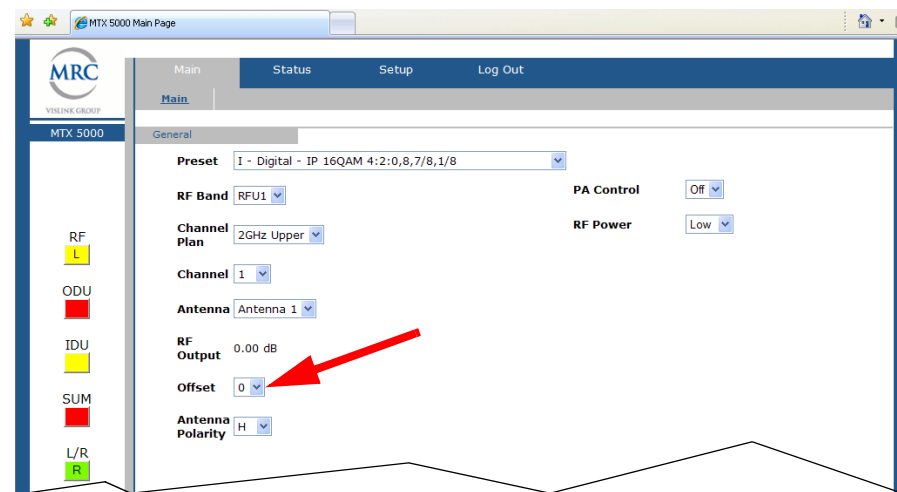 MTX 5000 Main Page
MRC
VISLINK GROUP
Main Status Setup Log Out
Main
MTX 5000
General
Preset I - Digital - IP 16QAM 4:2:0,8,7/8,1/8
RF Band RFU1
PA Control Off
Channel Plan 2GHz Upper
RF Power Low
Channel 1
Antenna Antenna 1
RF Output 0.00 dB
Offset 0
Antenna Polarity H
RF
L
ODU
IDU
SUM
L/R
R